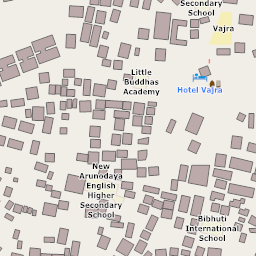 Secondary
School
Vajra
Little
Buddhas
Academy
Hotel Vajra
New
Arunodaya
English
Higher
Secondary
School
Bibhuti
International
School